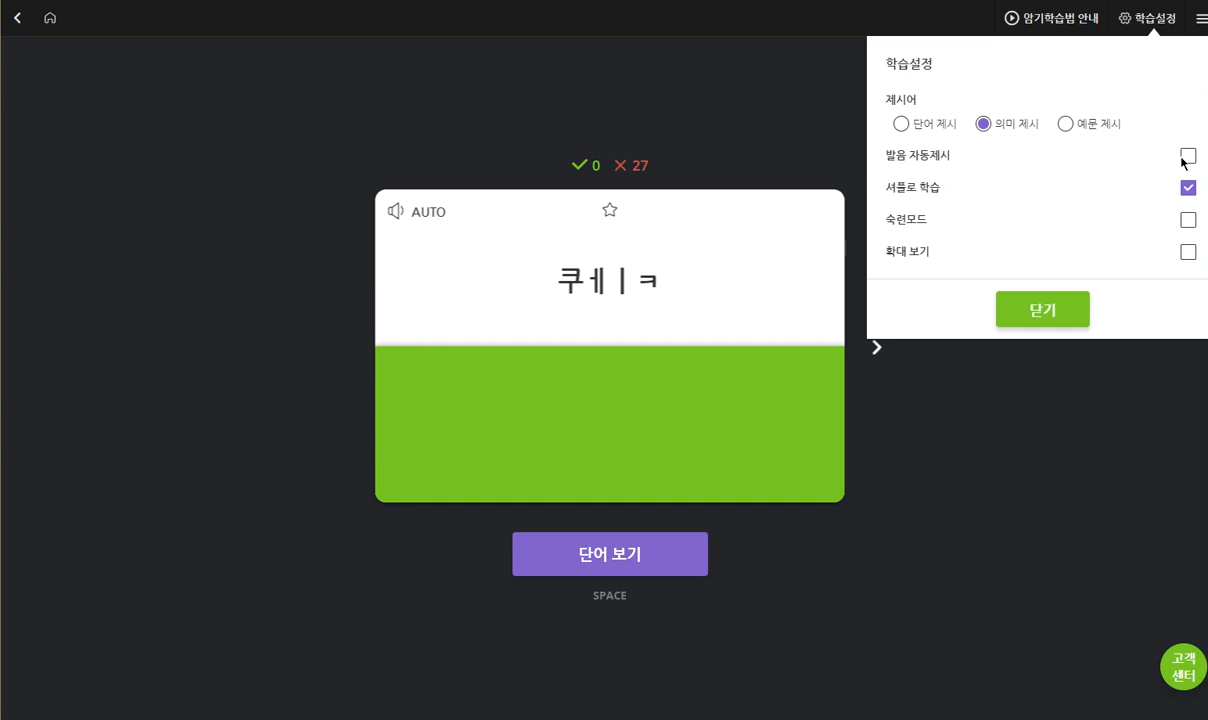 암기학습법 안내 학습설정
학습설정
제시어
단어 제시 의미 제시 예문 제시
발음 자동제시
셔플로 학습
숙련모드
확대 보기
닫기
0 27
AUTO
쿠ㅔㅣㅋ
단어 보기
SPACE
고객
센터